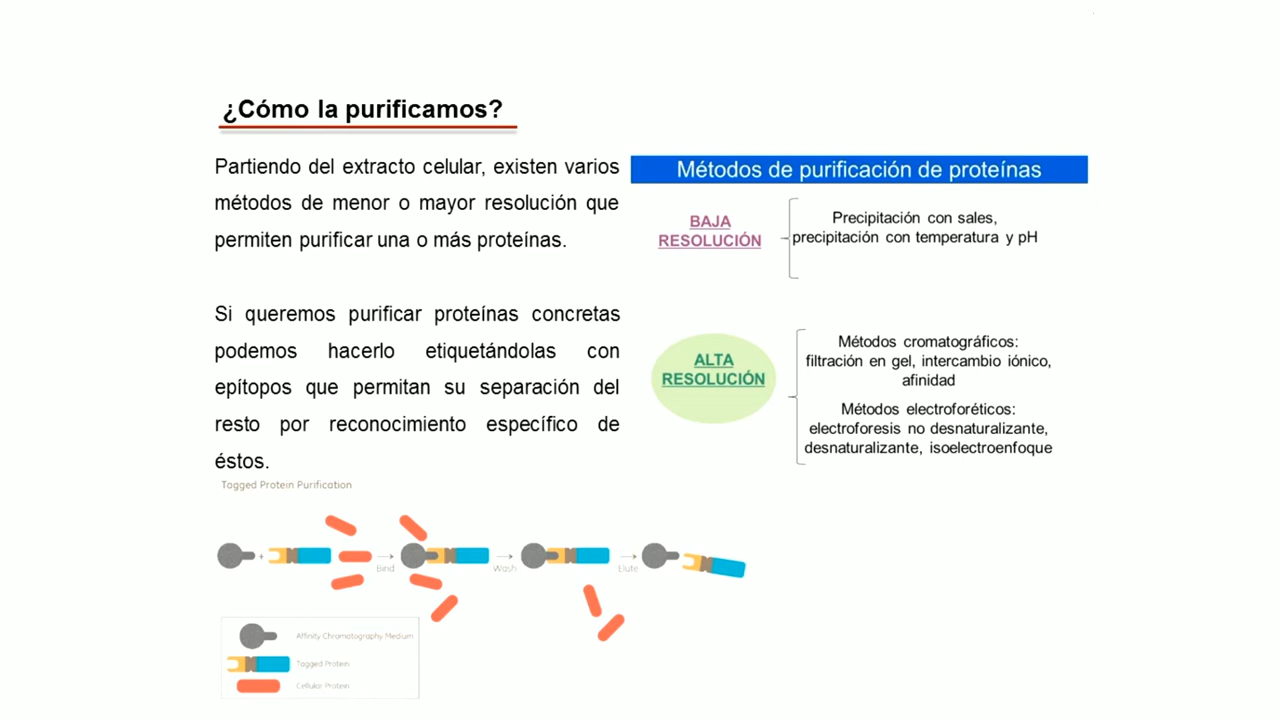 ¿Cómo la purificamos?
Partiendo del extracto celular, existen varios
métodos de menor o mayor resolución que
permiten purificar una o más proteínas.
Si queremos purificar proteínas concretas
podemos hacerlo etiquetándolas con
epítopos que permitan su separación del
resto por reconocimiento específico de
éstos.
Métodos de purificación de proteínas
BAJA
RESOLUCIÓN
Precipitación con sales,
precipitación con temperatura y pH
ALTA
RESOLUCIÓN
Métodos cromatográficos:
filtración en gel, intercambio iónico,
afinidad
Métodos electroforéticos:
electroforesis no desnaturalizante,
desnaturalizante, isoelectroenfoque
Tagged Protein Purification
+
Bind
Wash
Elute
Affinity Chromatography Medium
Tagged Protein
Cellular Protein